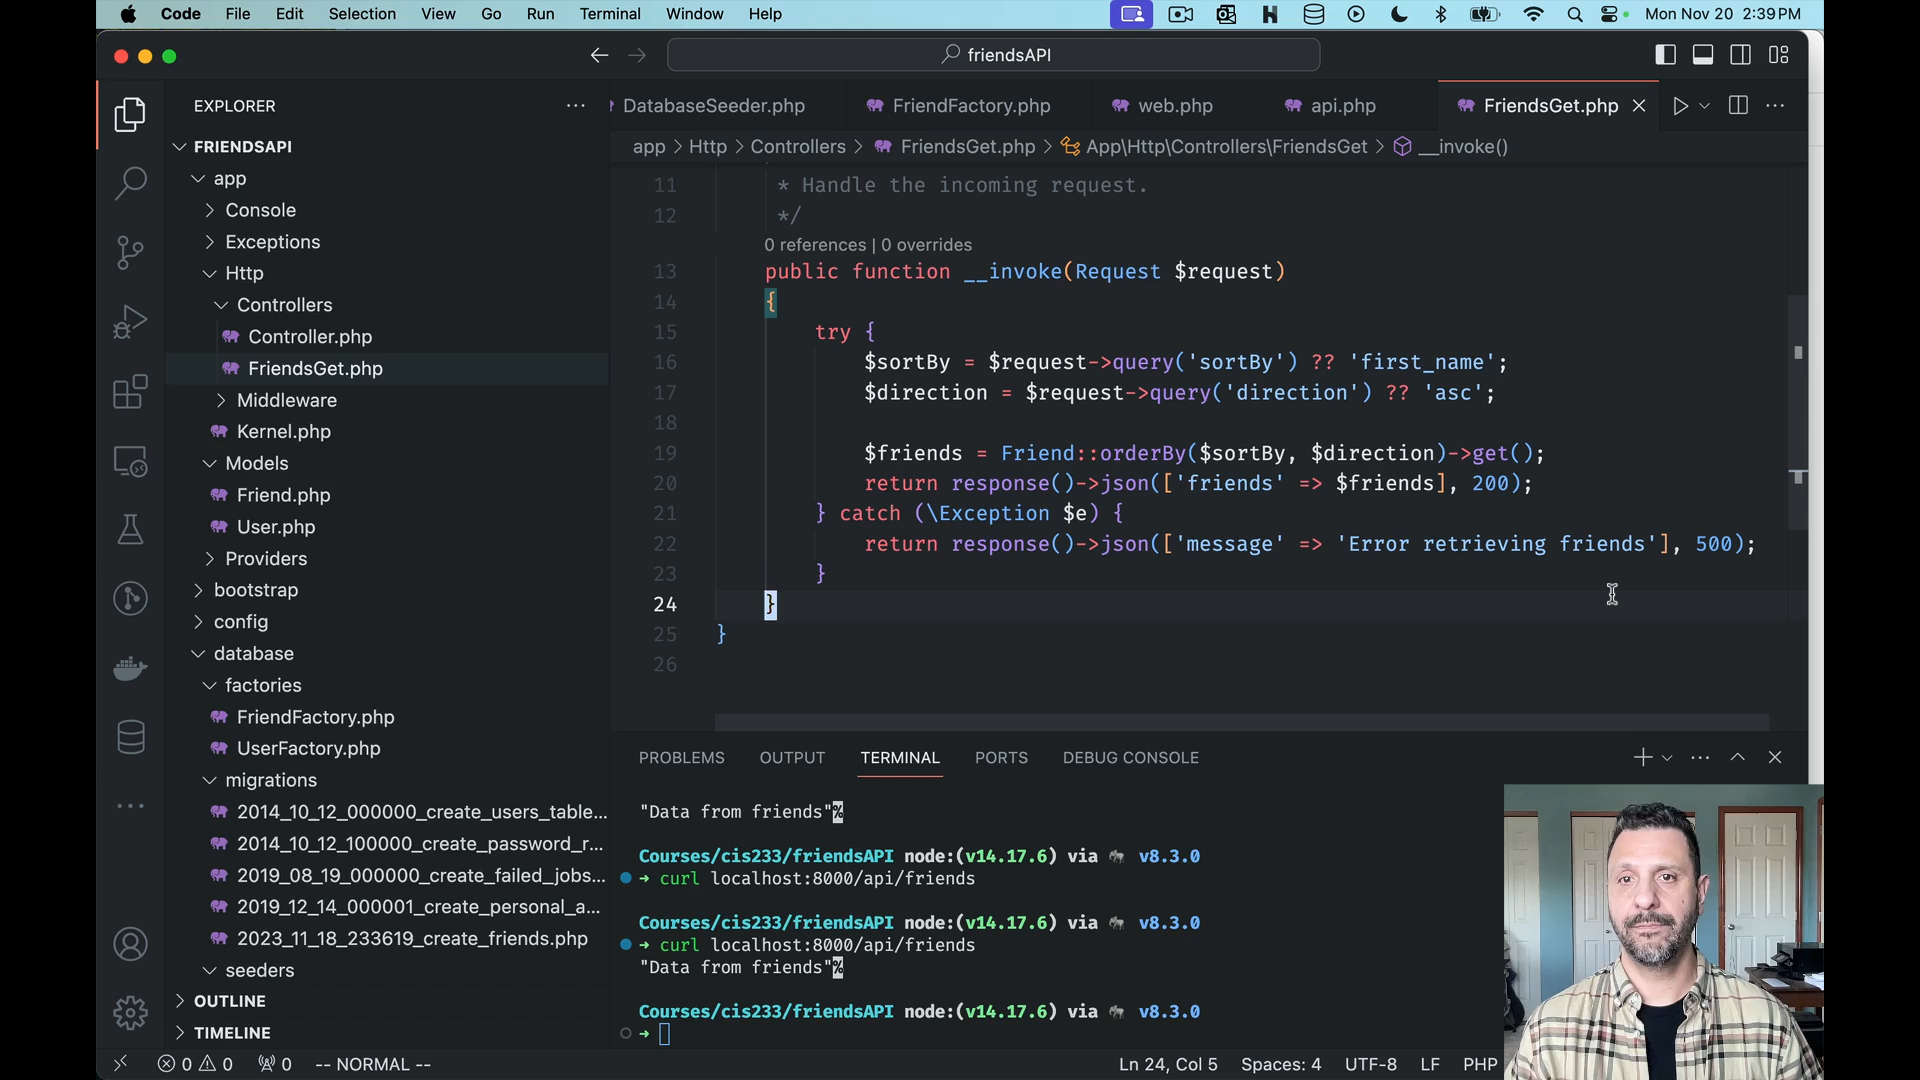 Code File Edit Selection View Go Run Terminal Window Help Mon Nov 20 2:39 PM
friendsAPI
EXPLORER
FRIENDSAPI
app
Console
Exceptions
Http
Controllers
Controller.php
FriendsGet.php
Middleware
Kernel.php
Models
Friend.php
User.php
Providers
bootstrap
config
database
factories
FriendFactory.php
UserFactory.php
migrations
2014_10_12_000000_create_users_table...
2014_10_12_100000_create_password_r...
2019_08_19_000000_create_failed_jobs...
2019_12_14_000001_create_personal_a...
2023_11_18_233619_create_friends.php
seeders
OUTLINE
TIMELINE
DatabaseSeeder.php FriendFactory.php web.php api.php FriendsGet.php
app > Http > Controllers > FriendsGet.php > App\Http\Controllers\FriendsGet > __invoke()
11 * Handle the incoming request.
12 */
0 references | 0 overrides
13 public function __invoke(Request $request)
14 {
15 try {
16 $sortBy = $request->query('sortBy') ?? 'first_name';
17 $direction = $request->query('direction') ?? 'asc';
18
19 $friends = Friend::orderBy($sortBy, $direction)->get();
20 return response()->json(['friends' => $friends], 200);
21 } catch (\Exception $e) {
22 return response()->json(['message' => 'Error retrieving friends'], 500);
23 }
24 }
25 }
26
PROBLEMS OUTPUT TERMINAL PORTS DEBUG CONSOLE
"Data from friends"%
Courses/cis233/friendsAPI node:(v14.17.6) via v8.3.0
→ curl localhost:8000/api/friends
Courses/cis233/friendsAPI node:(v14.17.6) via v8.3.0
→ curl localhost:8000/api/friends
"Data from friends"%
Courses/cis233/friendsAPI node:(v14.17.6) via v8.3.0
→
0 0 0 -- NORMAL -- Ln 24, Col 5 Spaces: 4 UTF-8 LF PHP